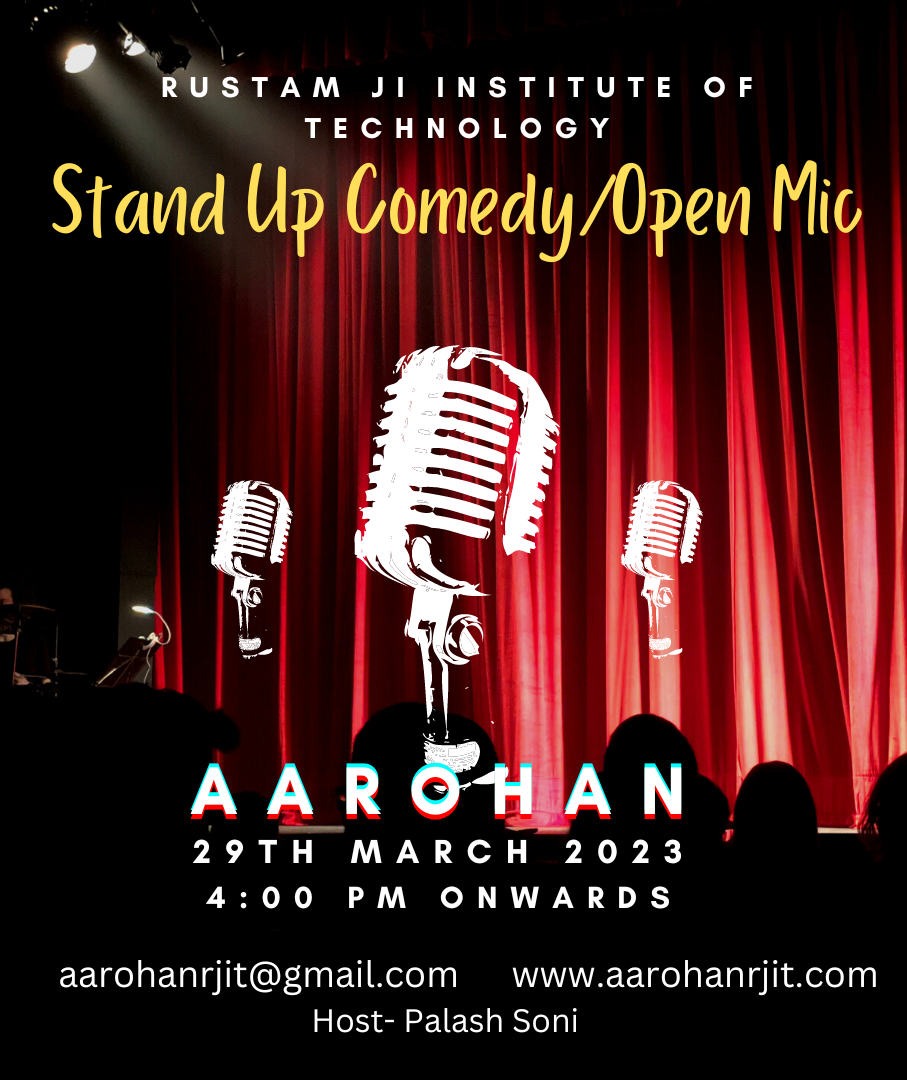 RUSTAM JI INSTITUTE OF
TECHNOLOGY
Stand Up Comedy/Open Mic
AAROHAN
29TH MARCH 2023
4:00 PM ONWARDS
aarohanrjit@gmail.com www.aarohanrjit.com
Host- Palash Soni